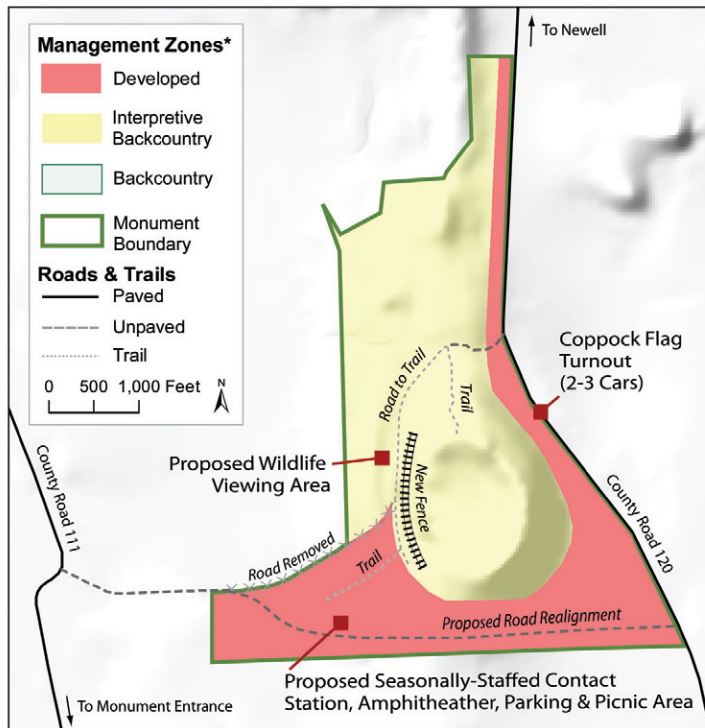 Management Zones*
Developed
Interpretive
Backcountry
Backcountry
Monument
Boundary
Roads & Trails
Paved
Unpaved
Trail
0 500 1,000 Feet
N
To Newell
Coppock Flag
Turnout
(2-3 Cars)
Road to Trail
Trail
Proposed Wildlife
Viewing Area
New Fence
County Road 111
County Road 120
Road Removed
Trail
Proposed Road Realignment
Proposed Seasonally-Staffed Contact
Station, Amphitheather, Parking & Picnic Area
To Monument Entrance